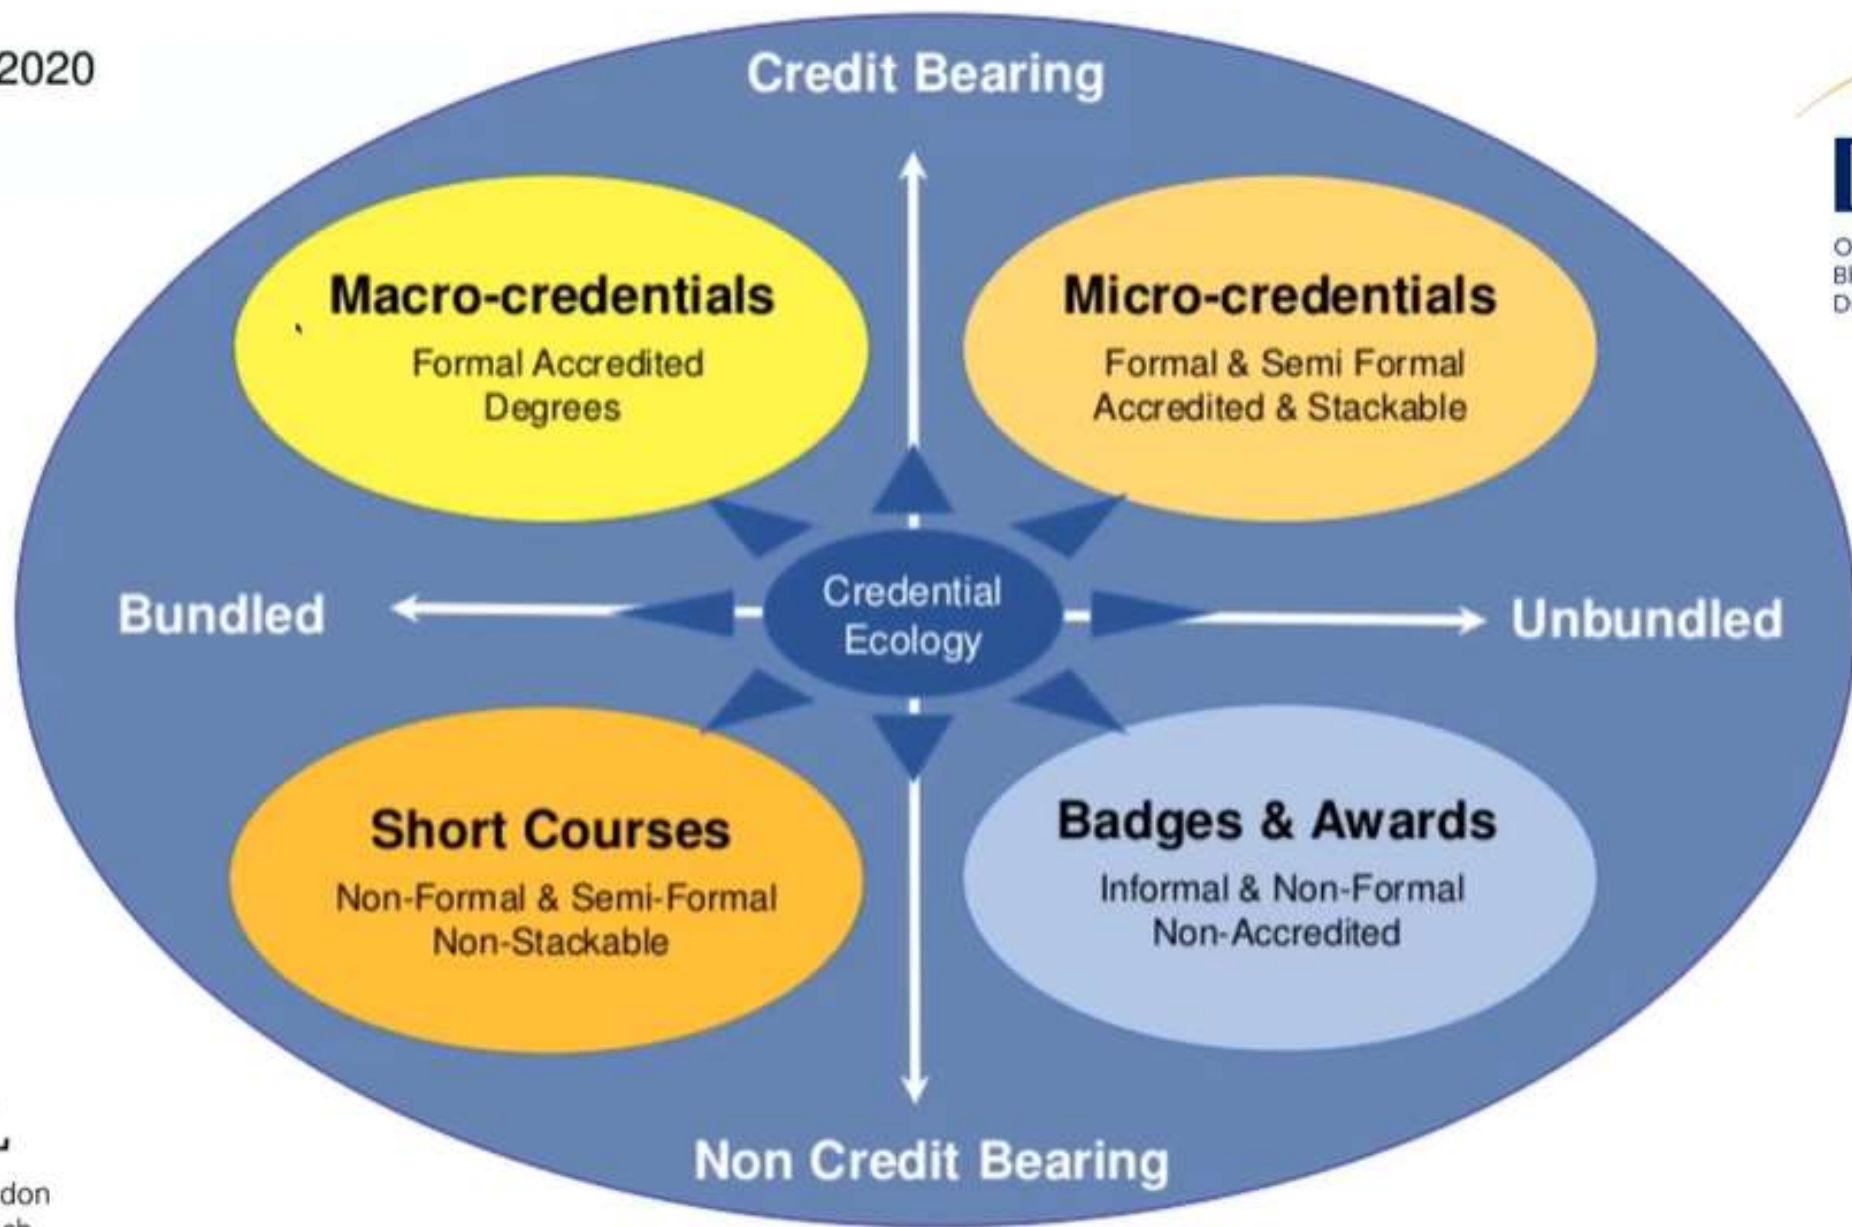 2020
Credit Bearing
Macro-credentials
Formal Accredited
Degrees
Micro-credentials
Formal & Semi Formal
Accredited & Stackable
Bundled
Credential
Ecology
Unbundled
Short Courses
Non-Formal & Semi-Formal
Non-Stackable
Badges & Awards
Informal & Non-Formal
Non-Accredited
Non Credit Bearing